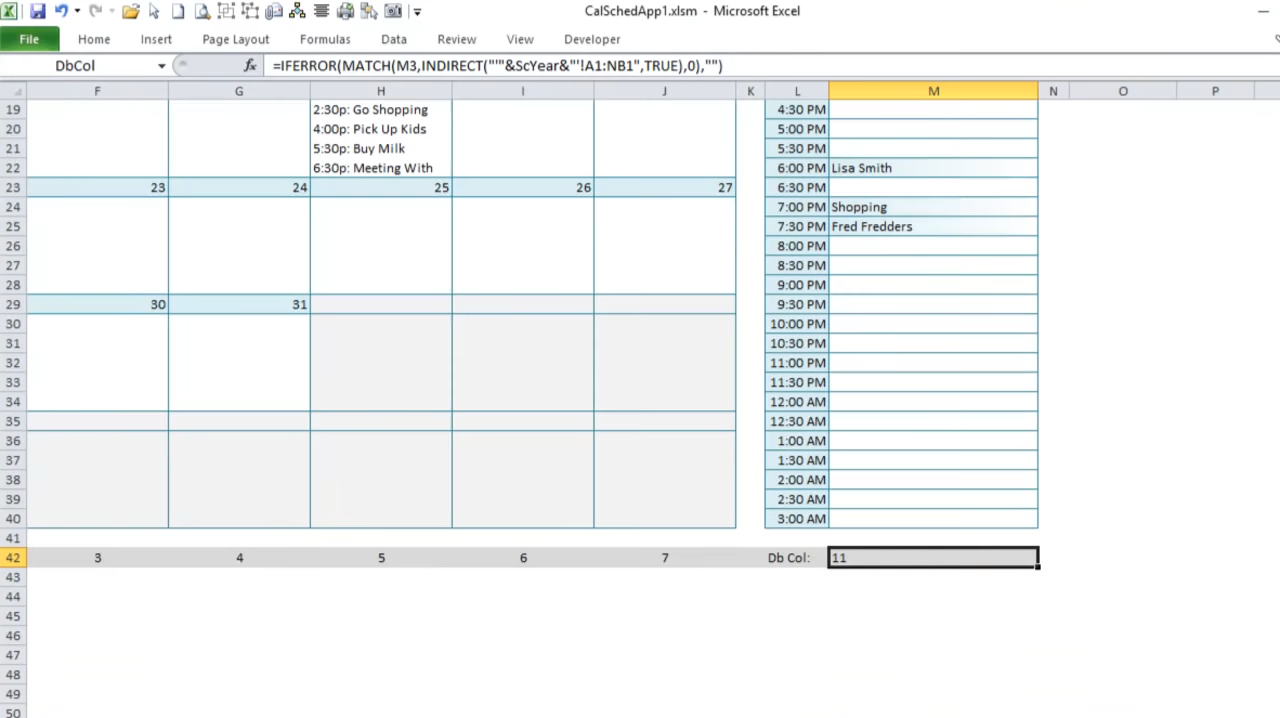 CalSchedApp1.xlsm - Microsoft Excel
File Home Insert Page Layout Formulas Data Review View Developer
DbCol fx =IFERROR(MATCH(M3,INDIRECT("'"&ScYear&"'!A1:NB1",TRUE),0),"")
F G H I J K L M N O P
19 2:30p: Go Shopping 4:30 PM
20 4:00p: Pick Up Kids 5:00 PM
21 5:30p: Buy Milk 5:30 PM
22 6:30p: Meeting With 6:00 PM Lisa Smith
23 23 24 25 26 27 6:30 PM
24 7:00 PM Shopping
25 7:30 PM Fred Fredders
26 8:00 PM
27 8:30 PM
28 9:00 PM
29 30 31 9:30 PM
30 10:00 PM
31 10:30 PM
32 11:00 PM
33 11:30 PM
34 12:00 AM
35 12:30 AM
36 1:00 AM
37 1:30 AM
38 2:00 AM
39 2:30 AM
40 3:00 AM
41
42 3 4 5 6 7 Db Col: 11
43
44
45
46
47
48
49
50